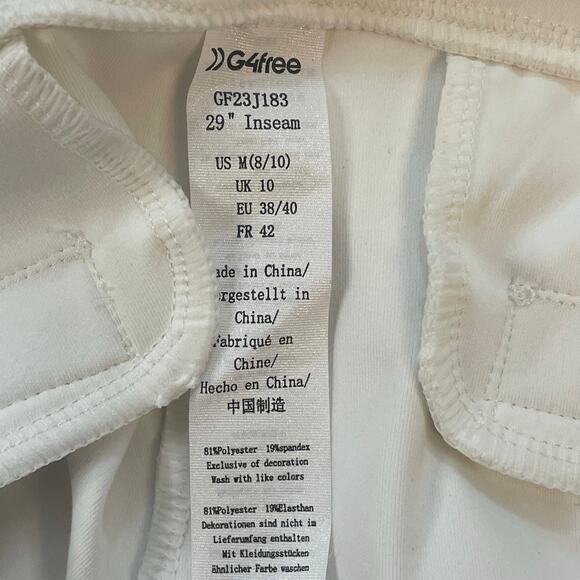 G4free
GF23J183
29" Inseam
US M(8/10)
UK 10
EU 38/40
FR 42
ade in China/
ergestellt in
China/
Fabriqué en
Chine/
Hecho en China/
中国制造
81%Polyester 19%spandex
Exclusive of decoration
Wash with like colors
81%Polyester 19%Elasthan
Dekorationen sind nicht im
Lieferumfang enthalten
Mit Kleidungsstücken
ähnlicher Farbe waschen